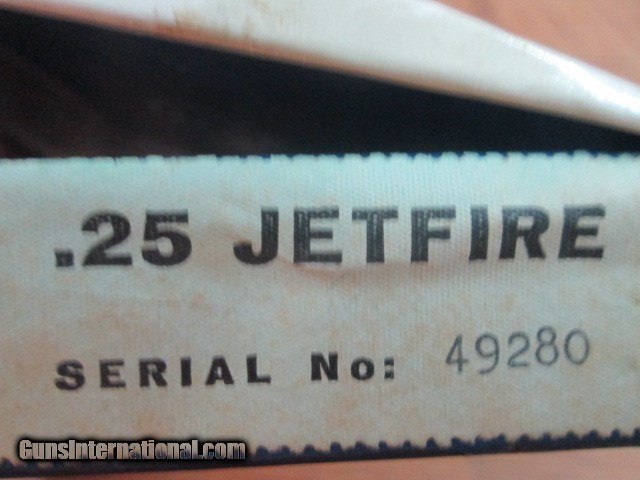 .25 JETFIRE
SERIAL No: 49280
GunsInternational.com